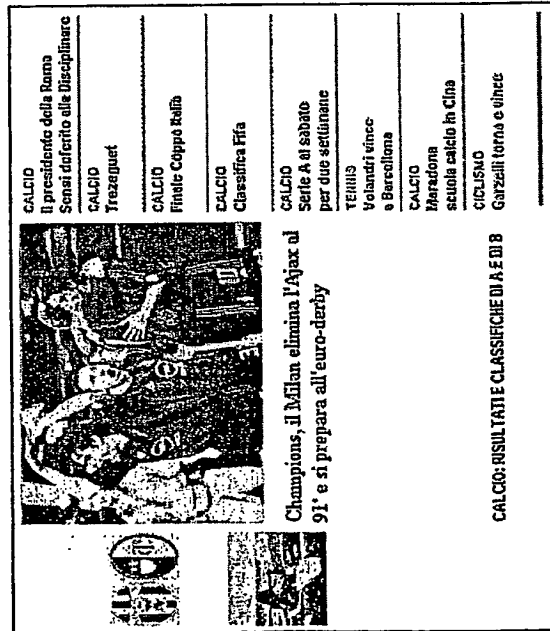 Champions, il Milan elimina l'Ajax al
91' e si prepara all'euro-derby
CALCIO: RISULTATI E CLASSIFICHE DI A E DI B
CALCIO
Il presidente della Roma
Sensi deferito alla Disciplinare
CALCIO
Trezeguet
CALCIO
Finale Coppa Italia
CALCIO
Classifica Fifa
CALCIO
Serie A al sabato
per due settimane
TENNIS
Volandri vince
a Barcellona
CALCIO
Maradona
scuola calcio in Cina
CICLISMO
Garzelli torna e vince